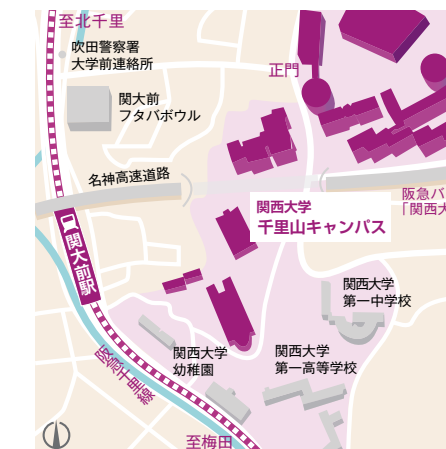 至北千里
吹田警察署
大学前連絡所
正門
関大前
フタバボウル
名神高速道路
阪急バ
「関西大
関西大学
千里山キャンパス
関大前駅
関西大学
第一中学校
関西大学
幼稚園
関西大学
第一高等学校
阪急千里線
至梅田